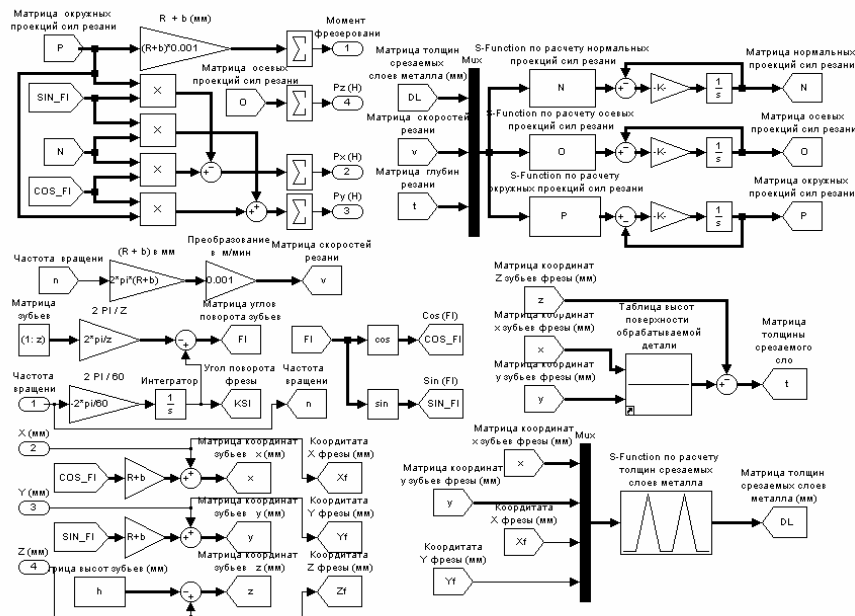 Матрица окружных
проекций сил резани
P
R + b (мм)
(R+b)*0.001
Момент
фрезеровани
1
SIN_FI
Матрица осевых
проекций сил резани
O
Pz (Н)
4
N
COS_FI
Px (Н)
2
Py (Н)
3
Матрица толщин
срезаемых
слоев металла (мм)
DL
Матрица скоростей
резани
v
Матрица глубин
резани
t
Mux
S-Function по расчету нормальных
проекций сил резани
N
-K-
1
s
Матрица нормальных
проекций сил резани
N
S-Function по расчету осевых
проекций сил резани
O
-K-
1
s
Матрица осевых
проекций сил резани
O
S-Function по расчету
окружных проекций сил резани
P
-K-
1
s
Матрица окружных
проекций сил резани
P
Частота вращени
n
(R + b) в мм
2*pi*(R+b)
Преобразование
в м/мин
0.001
Матрица скоростей
резани
v
Матрица
зубьев
(1: z)
2 PI / Z
2*pi/z
Матрица углов
поворота зубьев
FI
Частота
вращени
1
2 PI / 60
-2*pi/60
Интегратор
1
s
Угол поворота
фрезы
KSI
Частота
вращени
n
FI
cos
Cos (FI)
COS_FI
sin
Sin (FI)
SIN_FI
Матрица координат
Z зубьев фрезы (мм)
z
Матрица координат
x зубьев фрезы (мм)
x
Матрица координат
y зубьев фрезы (мм)
y
Таблица высот
поверхности
обрабатываемой
детали
Матрица
толщины
срезаемого
сло
t
X (мм)
2
COS_FI
R+b
Матрица координат
зубьев x (мм)
x
Коордитата
X фрезы (мм)
Xf
Y (мм)
3
SIN_FI
R+b
Матрица координат
зубьев y (мм)
y
Коордитата
Y фрезы (мм)
Yf
Z (мм)
4
трица высот зубьев (мм)
h
Матрица координат
зубьев z (мм)
z
Коордитата
Z фрезы (мм)
Zf
Матрица координат
x зубьев фрезы (мм)
x
Матрица координат
y зубьев фрезы (мм)
y
Коордитата
X фрезы (мм)
Xf
Коордитата
Y фрезы (мм)
Yf
Mux
S-Function по расчету
толщин срезаемых
слоев металла
Матрица толщин
срезаемых слоев
металла (мм)
DL